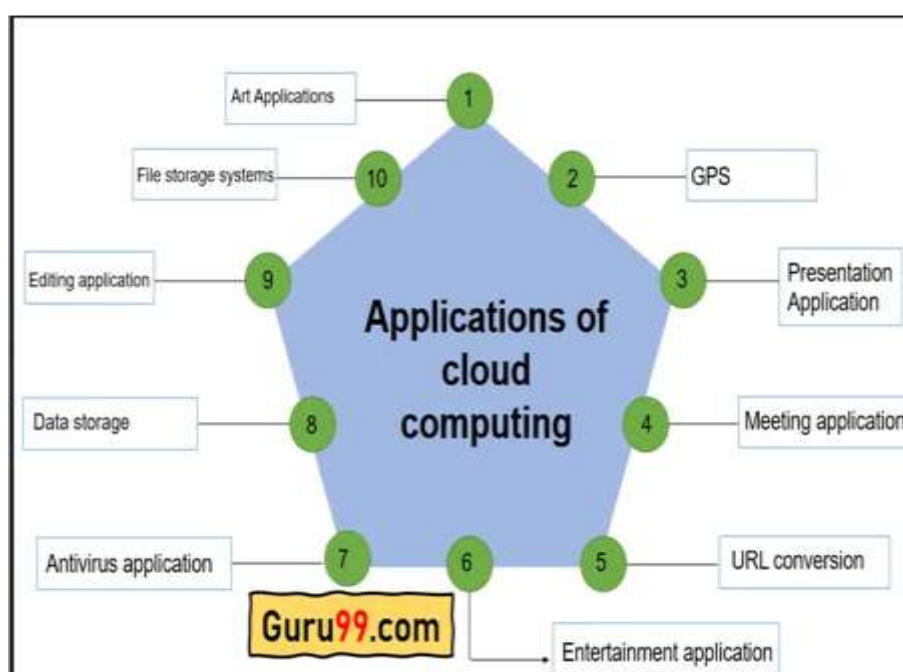 Art Applications
1
File storage systems
10
2
GPS
Editing application
9
3
Presentation
Application
Applications of
cloud
computing
Data storage
8
4
Meeting application
Antivirus application
7
6
5
URL conversion
Guru99.com
Entertainment application